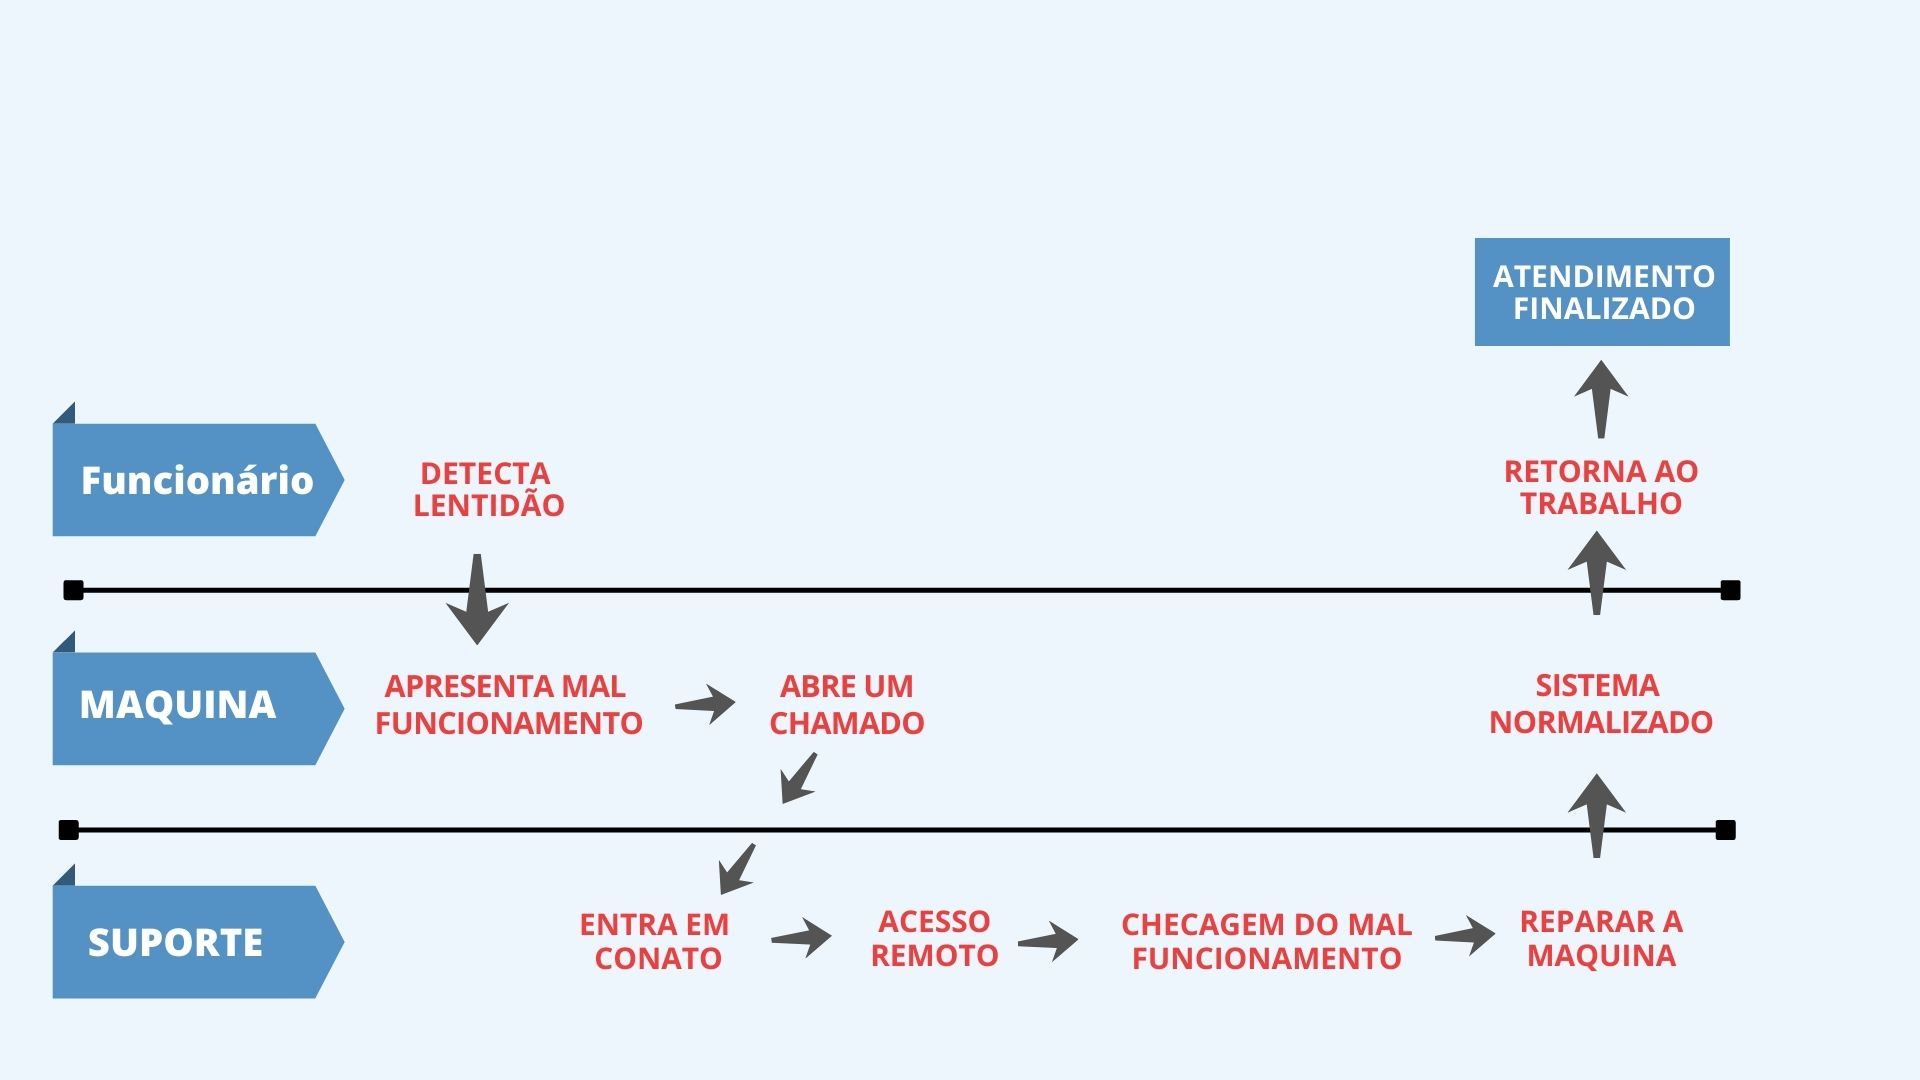 ATENDIMENTO
FINALIZADO
Funcionário
DETECTA
LENTIDÃO
RETORNA AO
TRABALHO
MAQUINA
APRESENTA MAL
FUNCIONAMENTO
ABRE UM
CHAMADO
SISTEMA
NORMALIZADO
SUPORTE
ENTRA EM
CONATO
ACESSO
REMOTO
CHECAGEM DO MAL
FUNCIONAMENTO
REPARAR A
MAQUINA